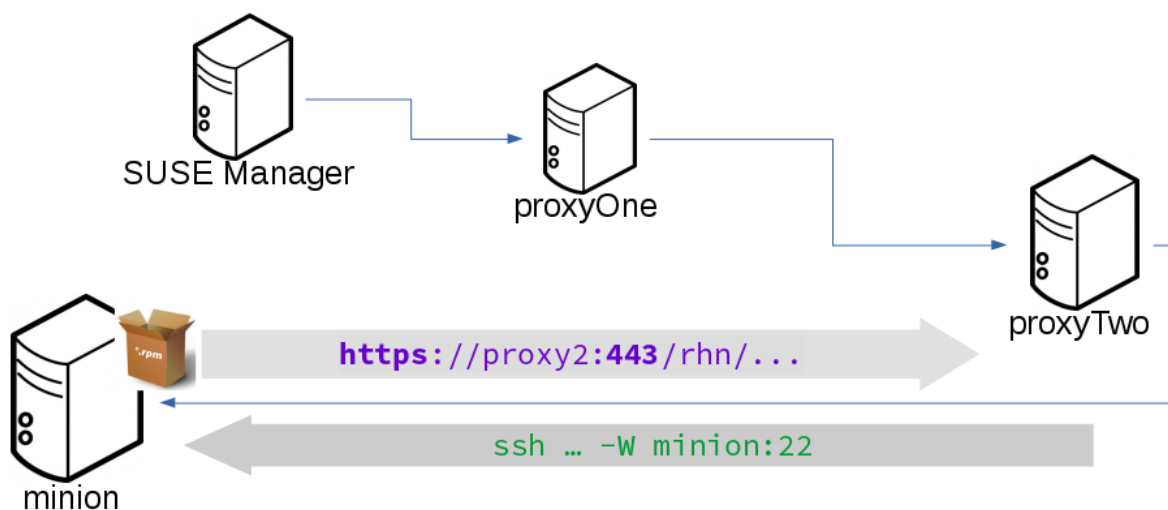 SUSE Manager
proxyOne
proxyTwo
*.rpm
https://proxy2:443/rhn/...
ssh … -W minion:22
minion